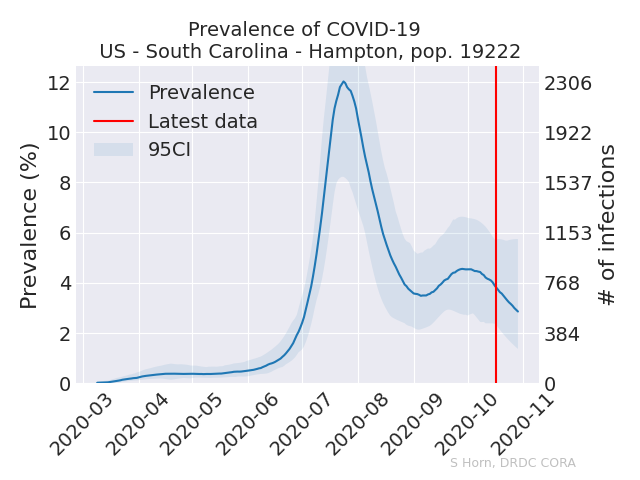 Prevalence of COVID-19
US - South Carolina - Hampton, pop. 19222
Prevalence
Latest data
95CI
Prevalence (%)
12
10
8
6
4
2
0
2306
1922
1537
1153
768
384
0
# of infections
2020-03
2020-04
2020-05
2020-06
2020-07
2020-08
2020-09
2020-10
2020-11
S Horn, DRDC CORA